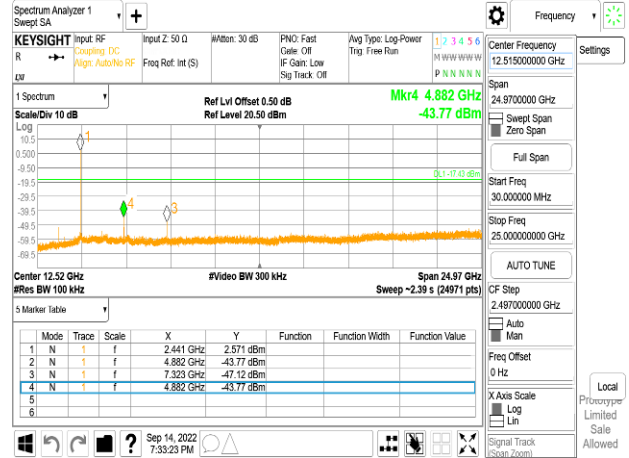 Spectrum Analyzer 1
Swept SA
Frequency
KEYSIGHT
R
Input: RF
Coupling: DC
Align: Auto/No RF
Input Z: 50 Ω
Freq Ref: Int (S)
#Atten: 30 dB
PNO: Fast
Gate: Off
IF Gain: Low
Sig Track: Off
Avg Type: Log-Power
Trig: Free Run
1 2 3 4 5 6
M W W W W W
P N N N N N
1 Spectrum
Scale/Div 10 dB
Log
Ref Lvl Offset 0.50 dB
Ref Level 20.50 dBm
Mkr4 4.882 GHz
-43.77 dBm
10.5
0.500
-9.50
-19.5
-29.5
-39.5
-49.5
-59.5
-69.5
1
4
3
DL1 -17.43 dBm
Center 12.52 GHz
#Video BW 300 kHz
Span 24.97 GHz
#Res BW 100 kHz
Sweep ~2.39 s (24971 pts)
5 Marker Table
Mode Trace Scale X Y Function Function Width Function Value
1 N 1 f 2.441 GHz 2.571 dBm
2 N 1 f 4.882 GHz -43.77 dBm
3 N 1 f 7.323 GHz -47.12 dBm
4 N 1 f 4.882 GHz -43.77 dBm
5
6
Sep 14, 2022
7:33:23 PM
Center Frequency
12.515000000 GHz
Settings
Span
24.9700000 GHz
Swept Span
Zero Span
Full Span
Start Freq
30.000000 MHz
Stop Freq
25.000000000 GHz
AUTO TUNE
CF Step
2.497000000 GHz
Auto
Man
Freq Offset
0 Hz
X Axis Scale
Log
Lin
Signal Track
(Span Zoom)
Local
Prototype
Limited
Sale
Allowed